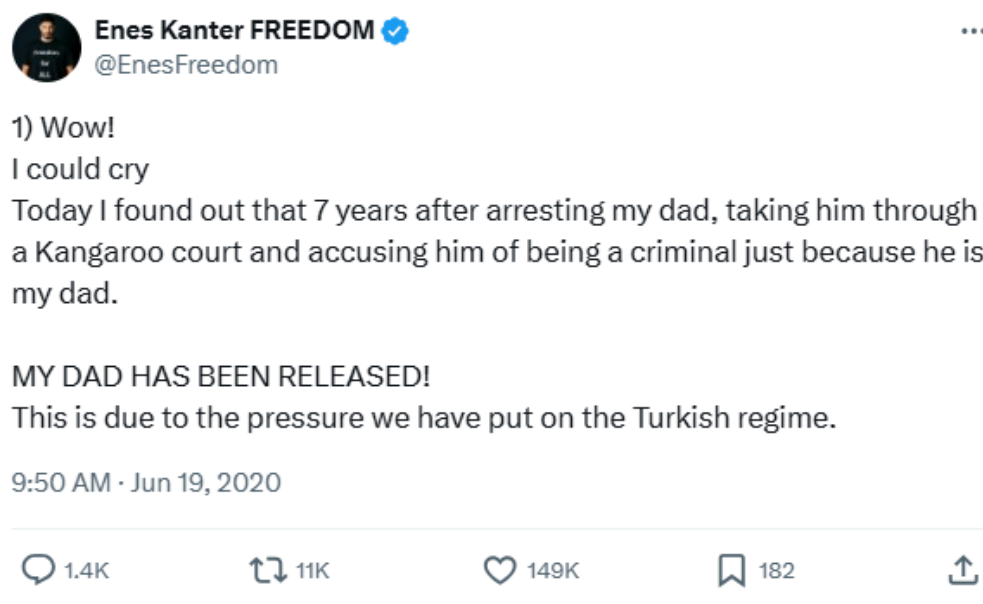 Enes Kanter FREEDOM
@EnesFreedom
1) Wow!
I could cry
Today I found out that 7 years after arresting my dad, taking him through
a Kangaroo court and accusing him of being a criminal just because he is
my dad.
MY DAD HAS BEEN RELEASED!
This is due to the pressure we have put on the Turkish regime.
9:50 AM · Jun 19, 2020
1.4K 11K 149K 182